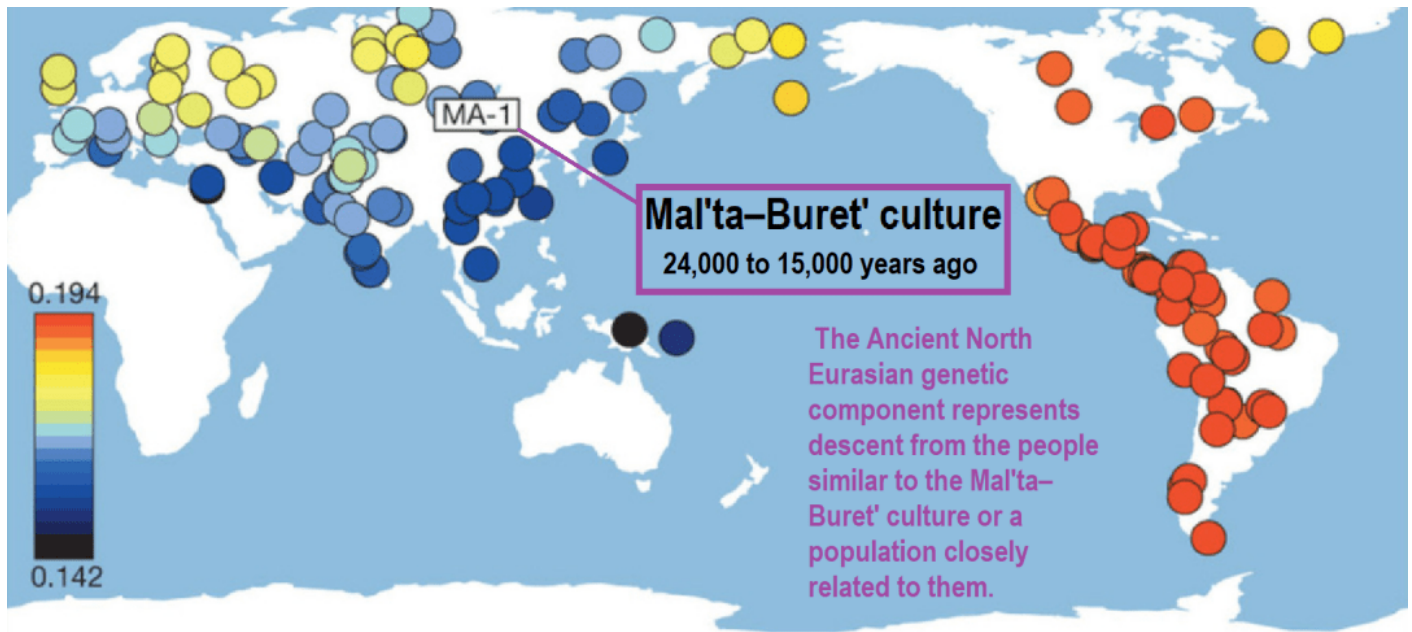 MA-1
Mal'ta–Buret' culture
24,000 to 15,000 years ago
0.194
0.142
The Ancient North
Eurasian genetic
component represents
descent from the people
similar to the Mal'ta–
Buret' culture or a
population closely
related to them.